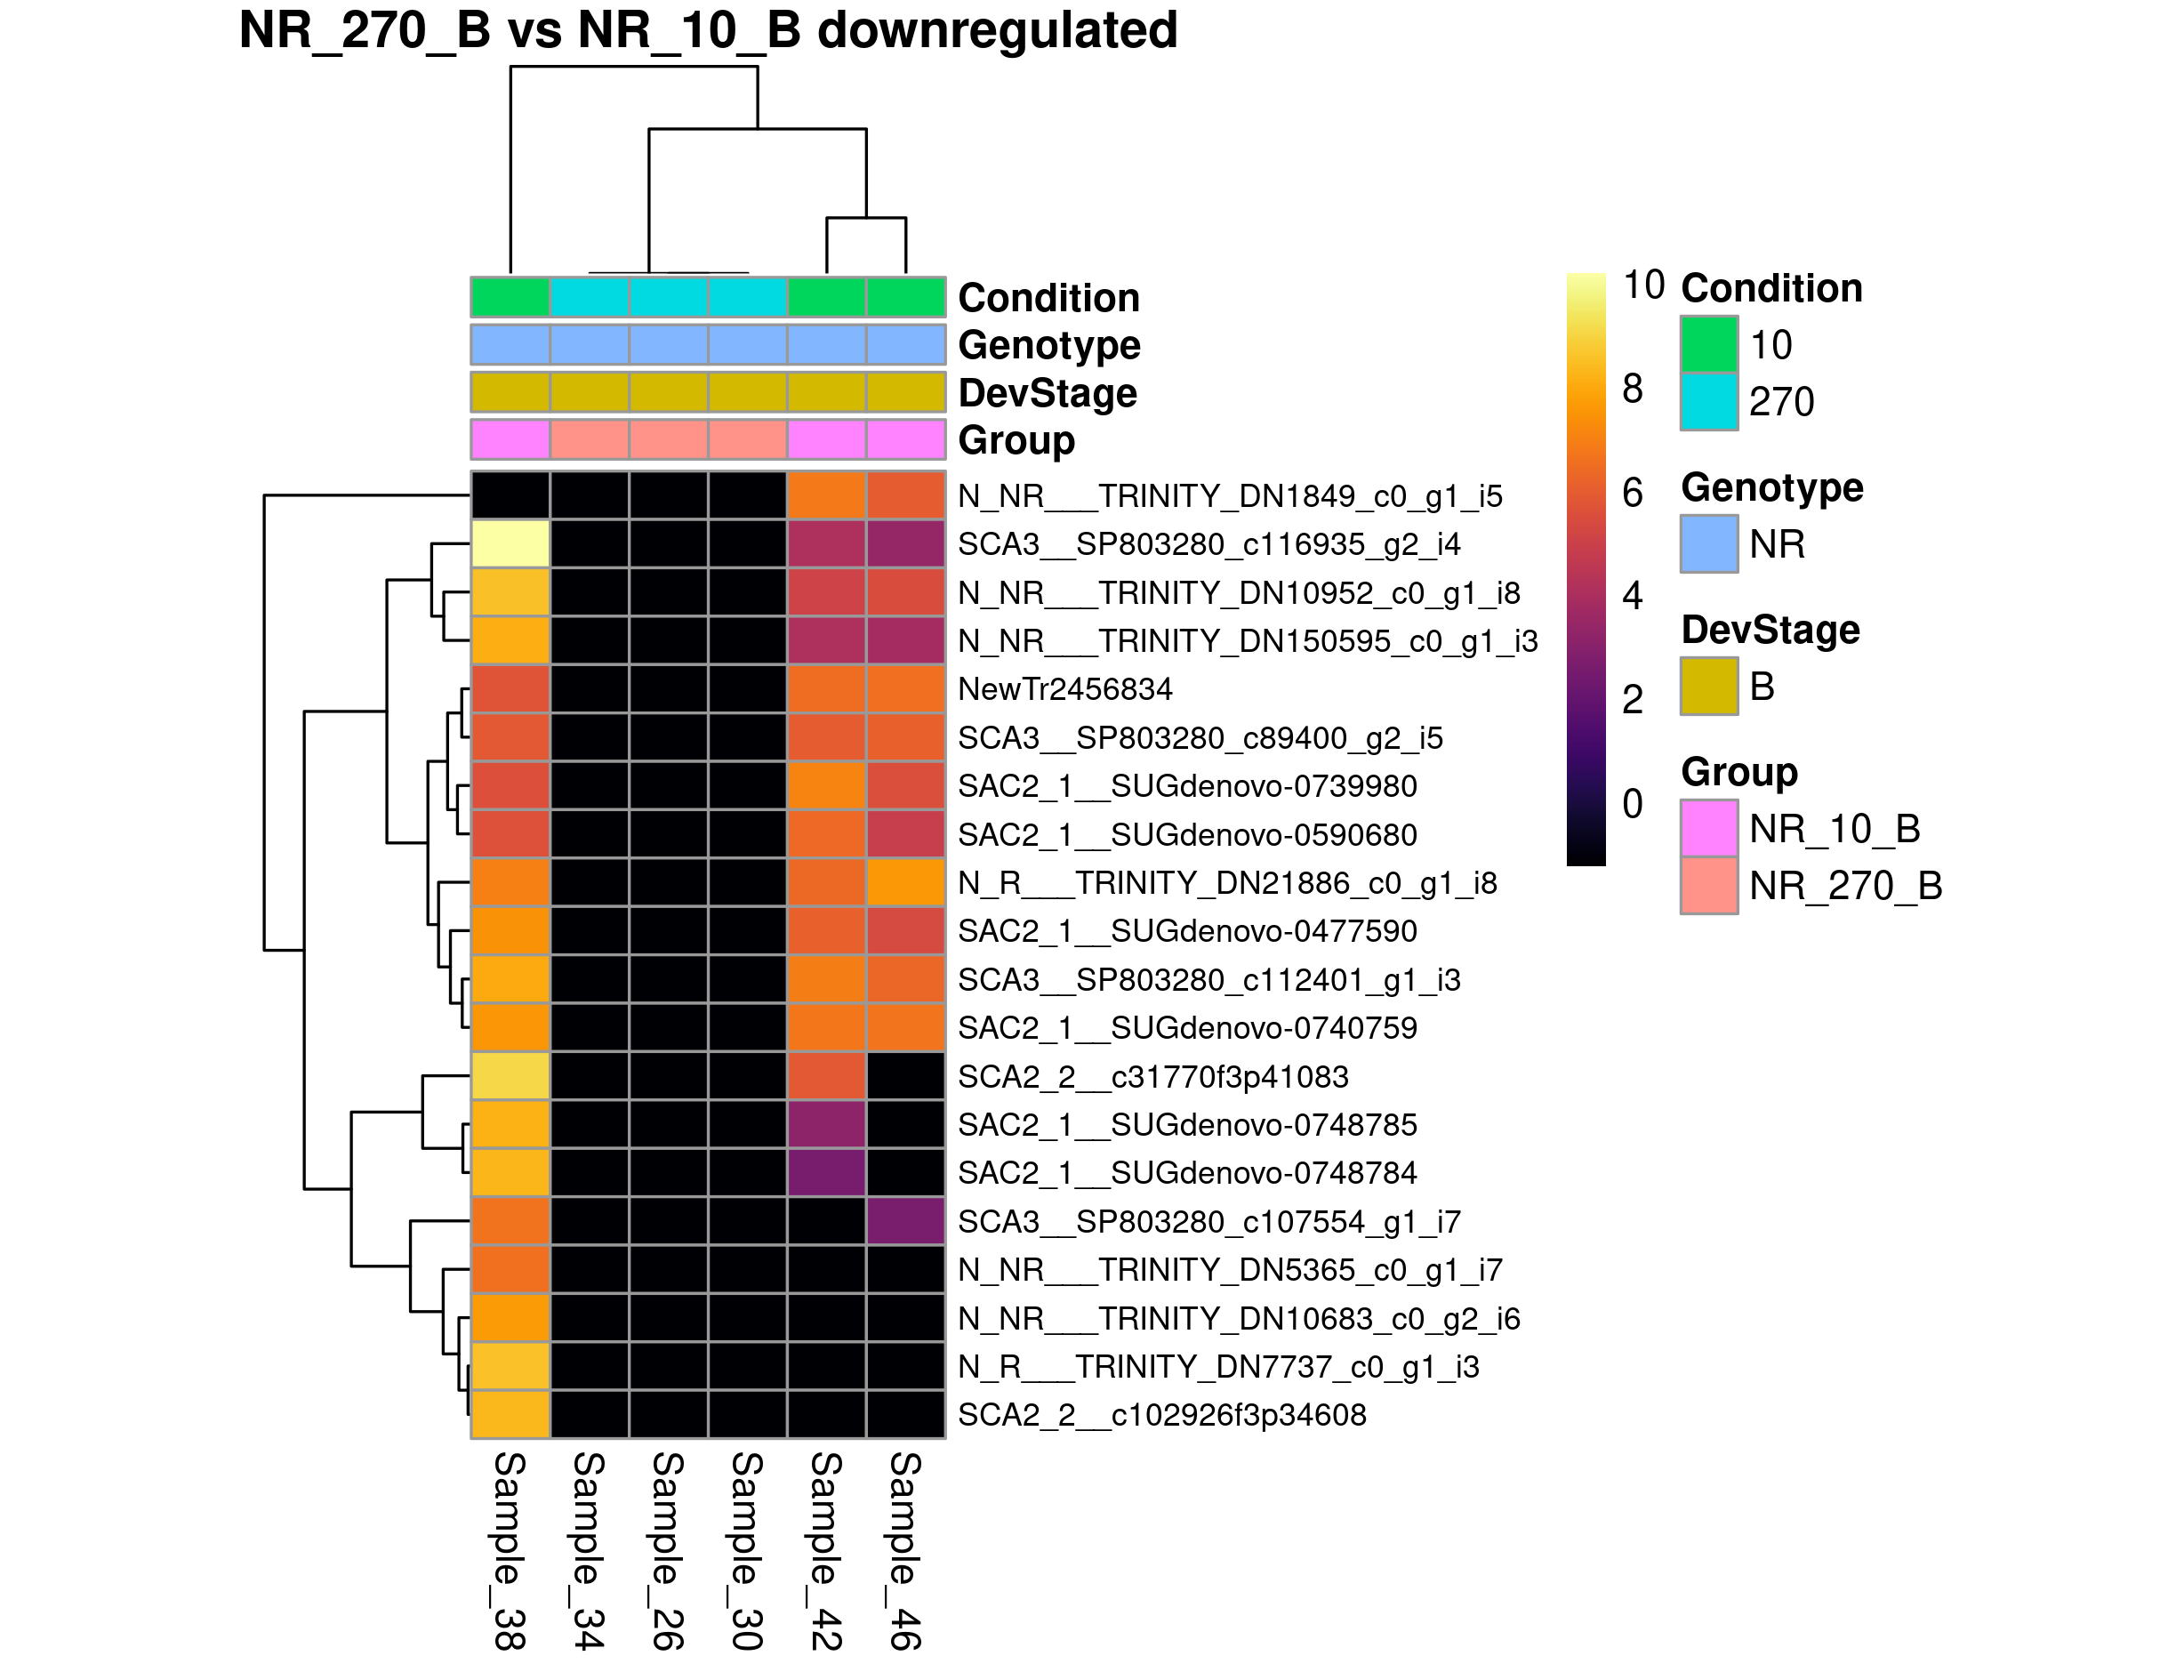 NR_270_B vs NR_10_B downregulated
Condition
Genotype
DevStage
Group
N_NR___TRINITY_DN1849_c0_g1_i5
SCA3__SP803280_c116935_g2_i4
N_NR___TRINITY_DN10952_c0_g1_i8
N_NR___TRINITY_DN150595_c0_g1_i3
NewTr2456834
SCA3__SP803280_c89400_g2_i5
SAC2_1__SUGdenovo-0739980
SAC2_1__SUGdenovo-0590680
N_R___TRINITY_DN21886_c0_g1_i8
SAC2_1__SUGdenovo-0477590
SCA3__SP803280_c112401_g1_i3
SAC2_1__SUGdenovo-0740759
SCA2_2__c31770f3p41083
SAC2_1__SUGdenovo-0748785
SAC2_1__SUGdenovo-0748784
SCA3__SP803280_c107554_g1_i7
N_NR___TRINITY_DN5365_c0_g1_i7
N_NR___TRINITY_DN10683_c0_g2_i6
N_R___TRINITY_DN7737_c0_g1_i3
SCA2_2__c102926f3p34608
Sample_38
Sample_34
Sample_26
Sample_30
Sample_42
Sample_46
10
8
6
4
2
0
Condition
10
270
Genotype
NR
DevStage
B
Group
NR_10_B
NR_270_B